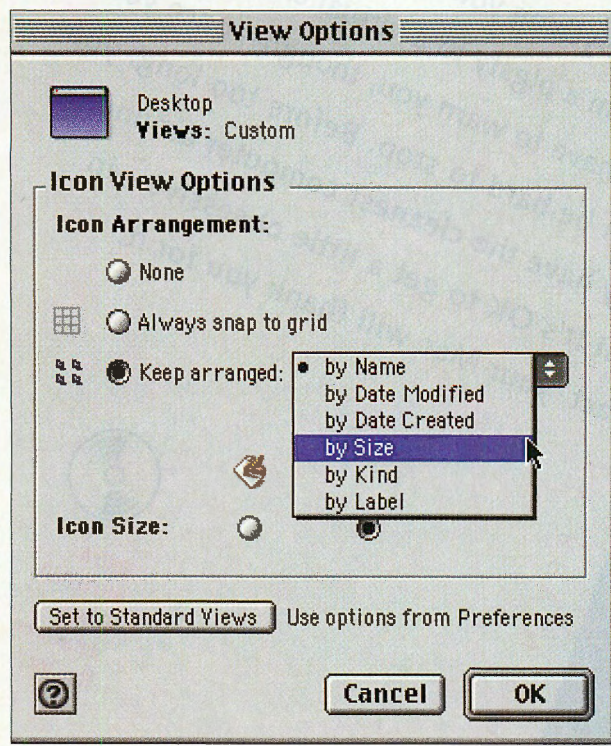 View Options
Desktop
Views: Custom
Icon View Options
Icon Arrangement:
None
Always snap to grid
Keep arranged:
• by Name
by Date Modified
by Date Created
by Size
by Kind
by Label
Icon Size:
Set to Standard Views Use options from Preferences
?
Cancel OK